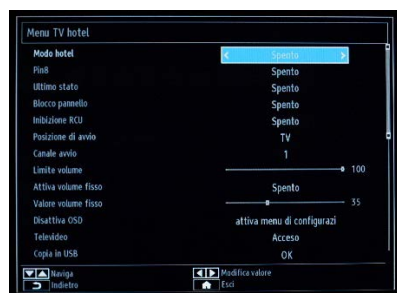 Menu TV hotel
Modo hotel Spento
Pin8 Spento
Ultimo stato Spento
Blocco pannello Spento
Inibizione RCU Spento
Posizione di avvio TV
Canale avvio 1
Limite volume 100
Attiva volume fisso Spento
Valore volume fisso 35
Disattiva OSD attiva menu di configurazi
Televideo Acceso
Copia in USB OK
Naviga Modifica valore
Indietro Esci